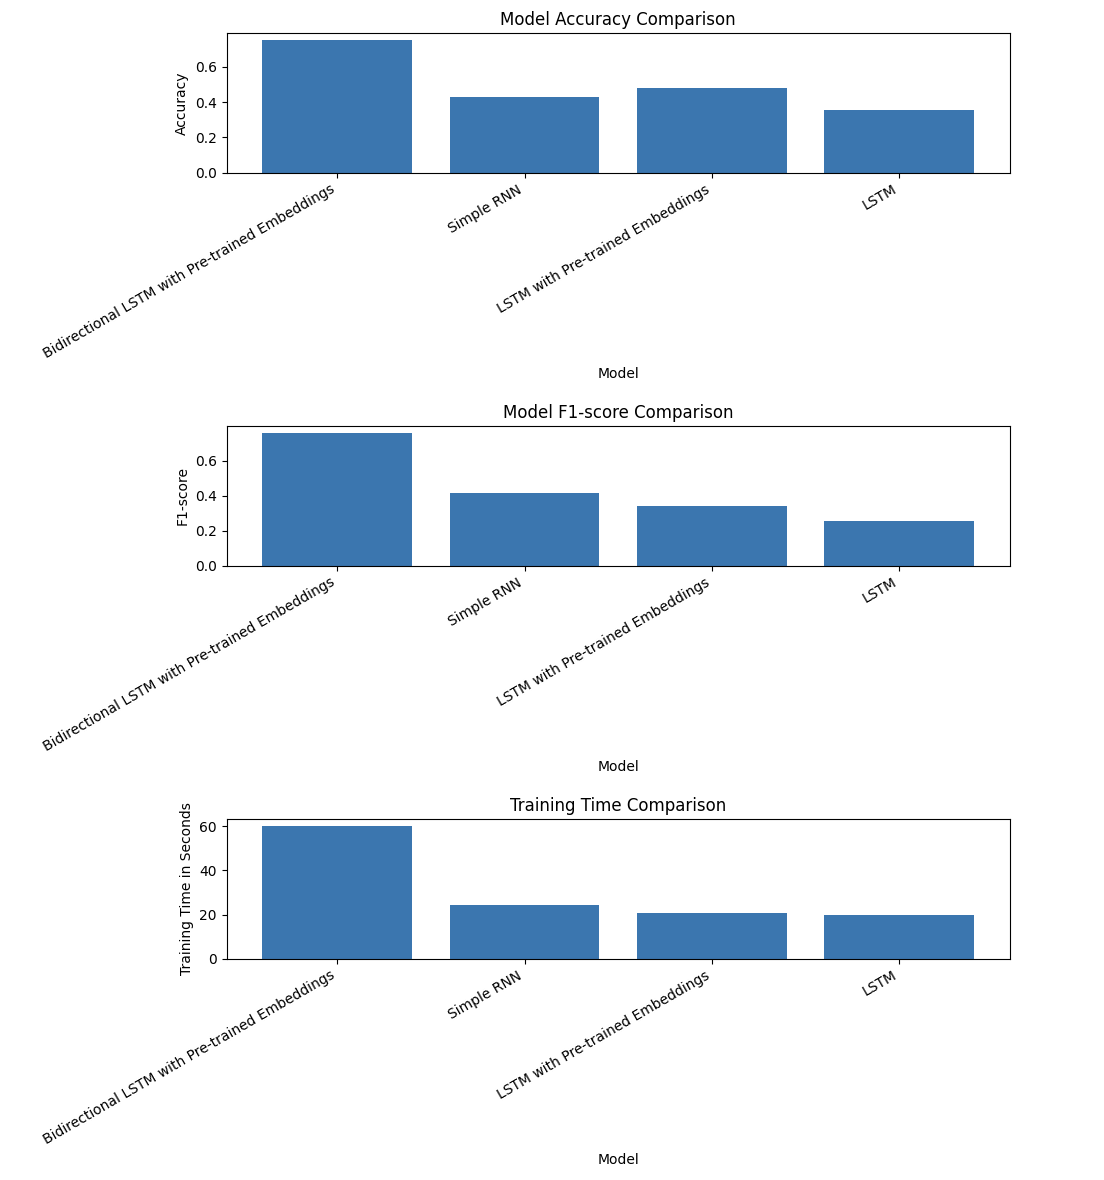 Model Accuracy Comparison
Accuracy
0.6
0.4
0.2
0.0
Bidirectional LSTM with Pre-trained Embeddings
Simple RNN
LSTM with Pre-trained Embeddings
LSTM
Model
Model F1-score Comparison
F1-score
0.6
0.4
0.2
0.0
Bidirectional LSTM with Pre-trained Embeddings
Simple RNN
LSTM with Pre-trained Embeddings
LSTM
Model
Training Time Comparison
Training Time in Seconds
60
40
20
0
Bidirectional LSTM with Pre-trained Embeddings
Simple RNN
LSTM with Pre-trained Embeddings
LSTM
Model